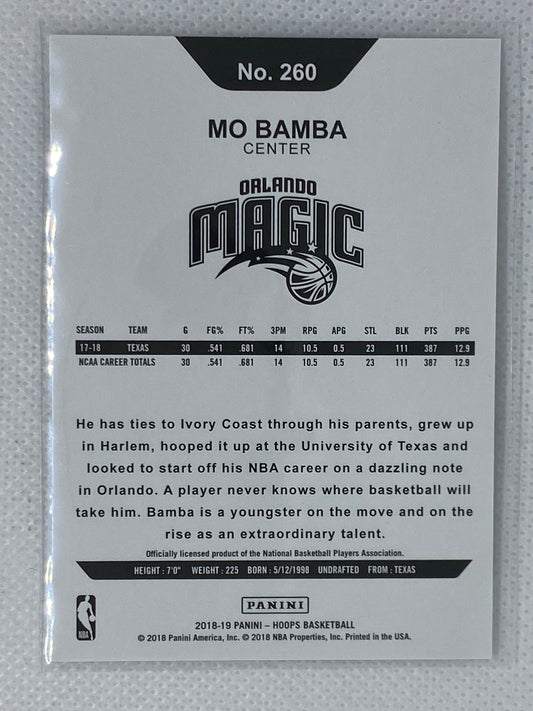 No. 260
MO BAMBA
CENTER
ORLANDO
MAGIC
SEASON TEAM G FG% FT% 3PM RPG APG STL BLK PTS PPG
17-18 TEXAS 30 .541 .681 14 10.5 0.5 23 111 387 12.9
NCAA CAREER TOTALS 30 .541 .681 14 10.5 0.5 23 111 387 12.9
He has ties to Ivory Coast through his parents, grew up
in Harlem, hooped it up at the University of Texas and
looked to start off his NBA career on a dazzling note
in Orlando. A player never knows where basketball will
take him. Bamba is a youngster on the move and on the
rise as an extraordinary talent.
Officially licensed product of the National Basketball Players Association.
HEIGHT : 7'0" WEIGHT : 225 BORN : 5/12/1998 UNDRAFTED FROM : TEXAS
PANINI
NBA
2018-19 PANINI – HOOPS BASKETBALL
© 2018 Panini America, Inc. © 2018 NBA Properties, Inc. Printed in the USA.